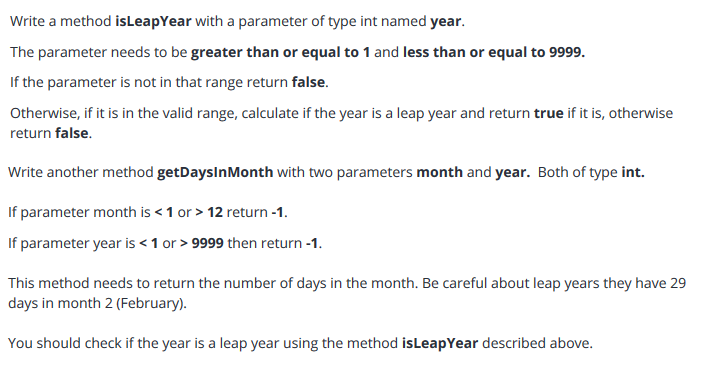 Write a method isLeapYear with a parameter of type int named year.
The parameter needs to be greater than or equal to 1 and less than or equal to 9999.
If the parameter is not in that range return false.
Otherwise, if it is in the valid range, calculate if the year is a leap year and return true if it is, otherwise
return false.
Write another method getDaysInMonth with two parameters month and year.  Both of type int.
If parameter month is < 1 or > 12 return -1.
If parameter year is < 1 or > 9999 then return -1.
This method needs to return the number of days in the month. Be careful about leap years they have 29
days in month 2 (February).
You should check if the year is a leap year using the method isLeapYear described above.